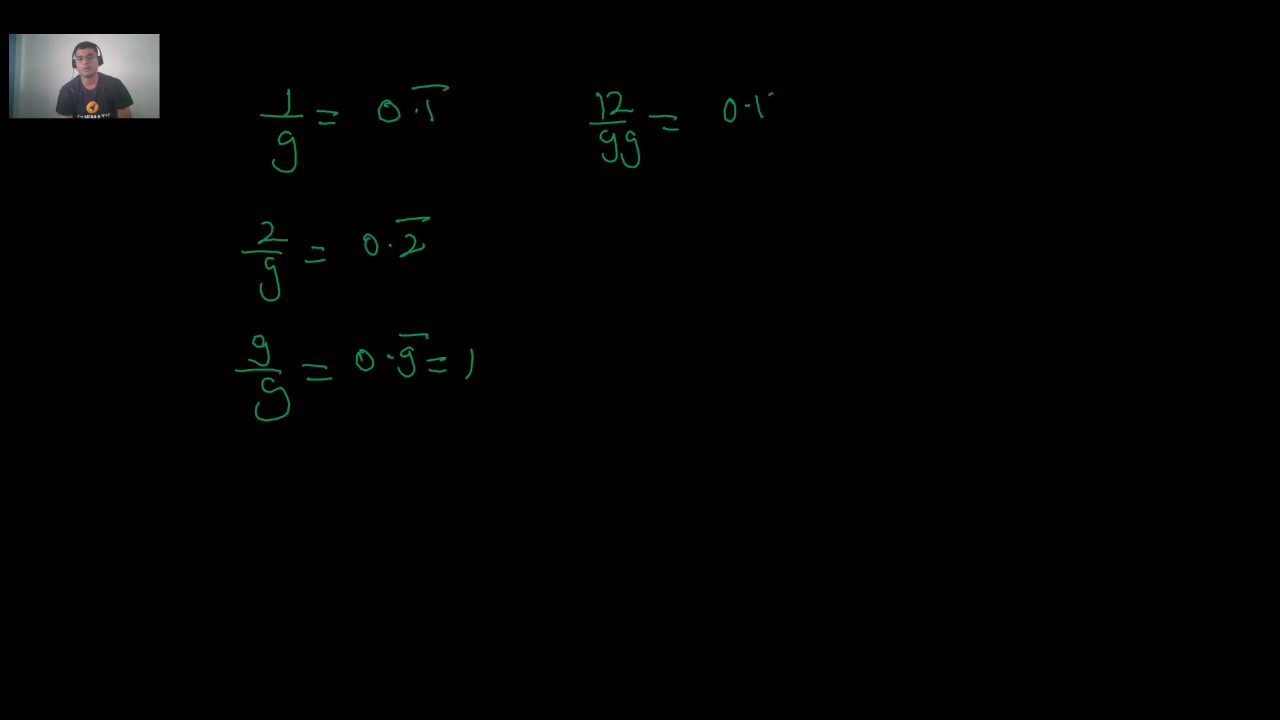 1/9 = 0.1̅
12/99 = 0.1
2/9 = 0.2̅
9/9 = 0.9̅ = 1